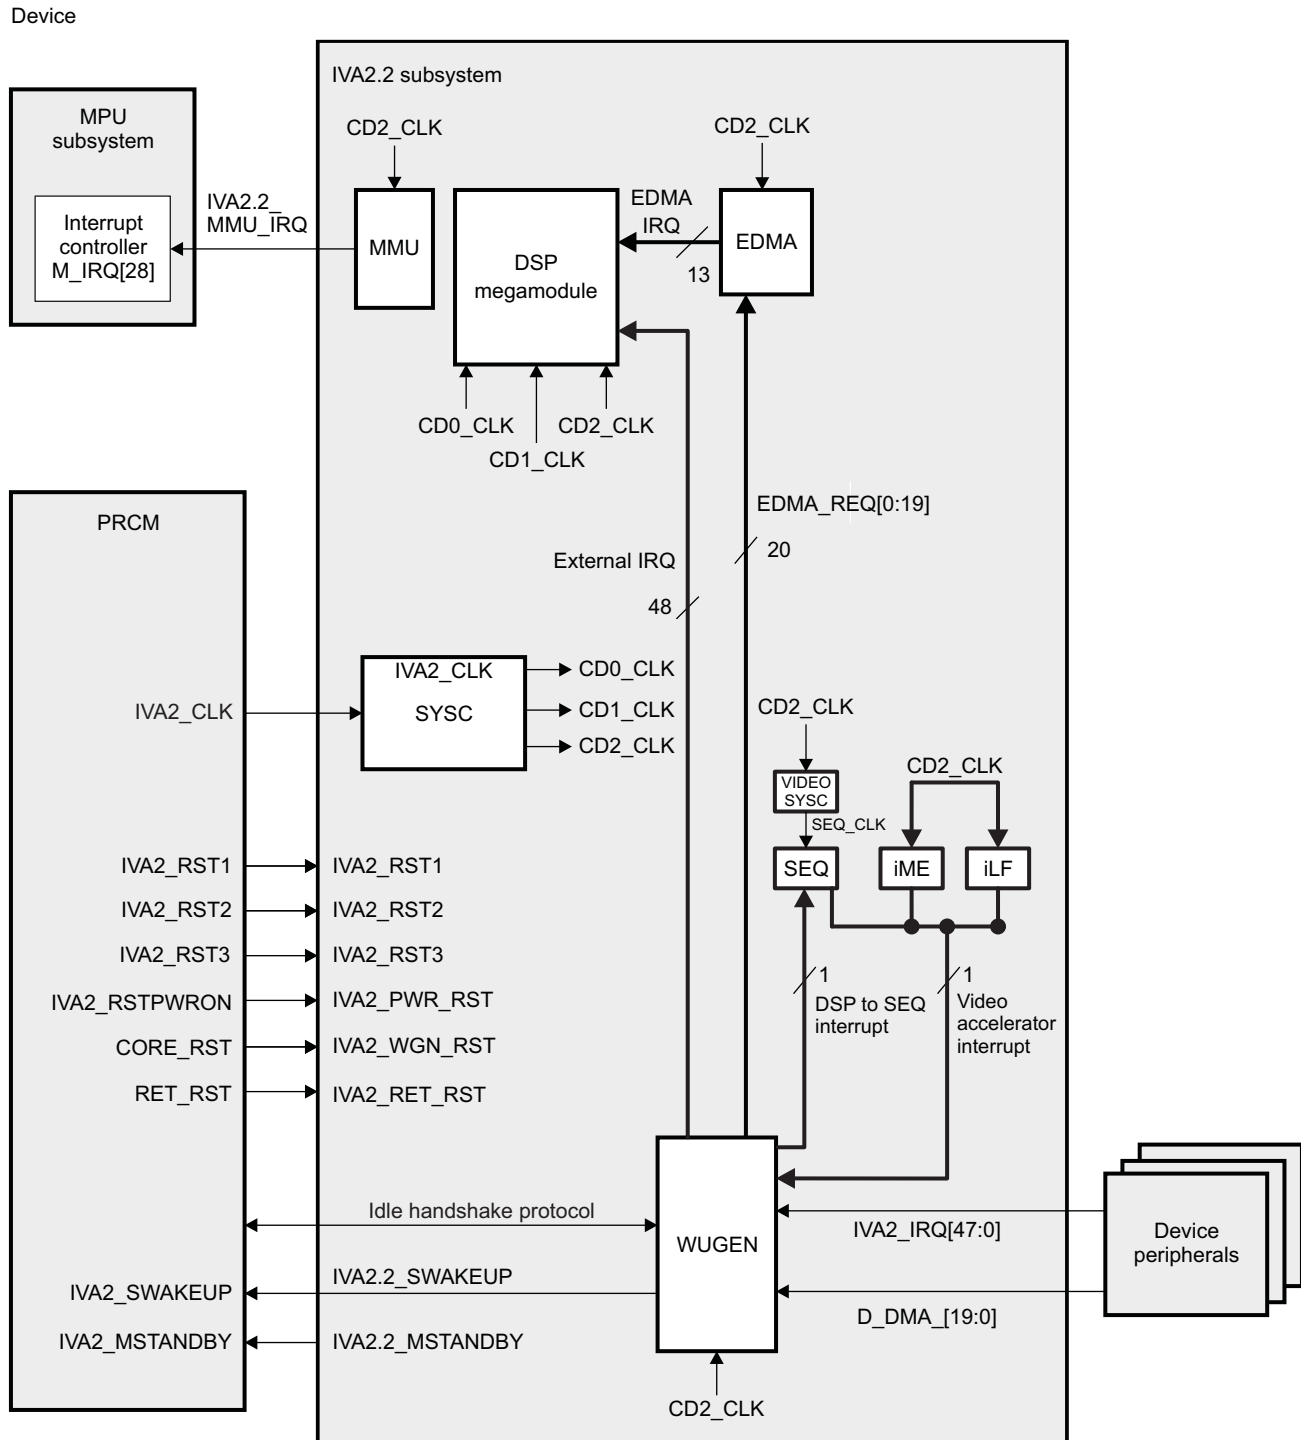 Device
IVA2.2 subsystem
MPU
subsystem
Interrupt
controller
M_IRQ[28]
IVA2.2_
MMU_IRQ
CD2_CLK
MMU
DSP
megamodule
EDMA
IRQ
13
CD2_CLK
EDMA
CD0_CLK
CD2_CLK
CD1_CLK
EDMA_REQ[0:19]
20
External IRQ
48
PRCM
IVA2_CLK
IVA2_CLK
SYSC
CD0_CLK
CD1_CLK
CD2_CLK
CD2_CLK
VIDEO
SYSC
SEQ_CLK
SEQ
CD2_CLK
iME
iLF
1
DSP to SEQ
interrupt
1
Video
accelerator
interrupt
IVA2_RST1
IVA2_RST1
IVA2_RST2
IVA2_RST2
IVA2_RST3
IVA2_RST3
IVA2_RSTPWRON
IVA2_PWR_RST
CORE_RST
IVA2_WGN_RST
RET_RST
IVA2_RET_RST
Idle handshake protocol
WUGEN
IVA2_IRQ[47:0]
Device
peripherals
D_DMA_[19:0]
IVA2_SWAKEUP
IVA2.2_SWAKEUP
IVA2_MSTANDBY
IVA2.2_MSTANDBY
CD2_CLK